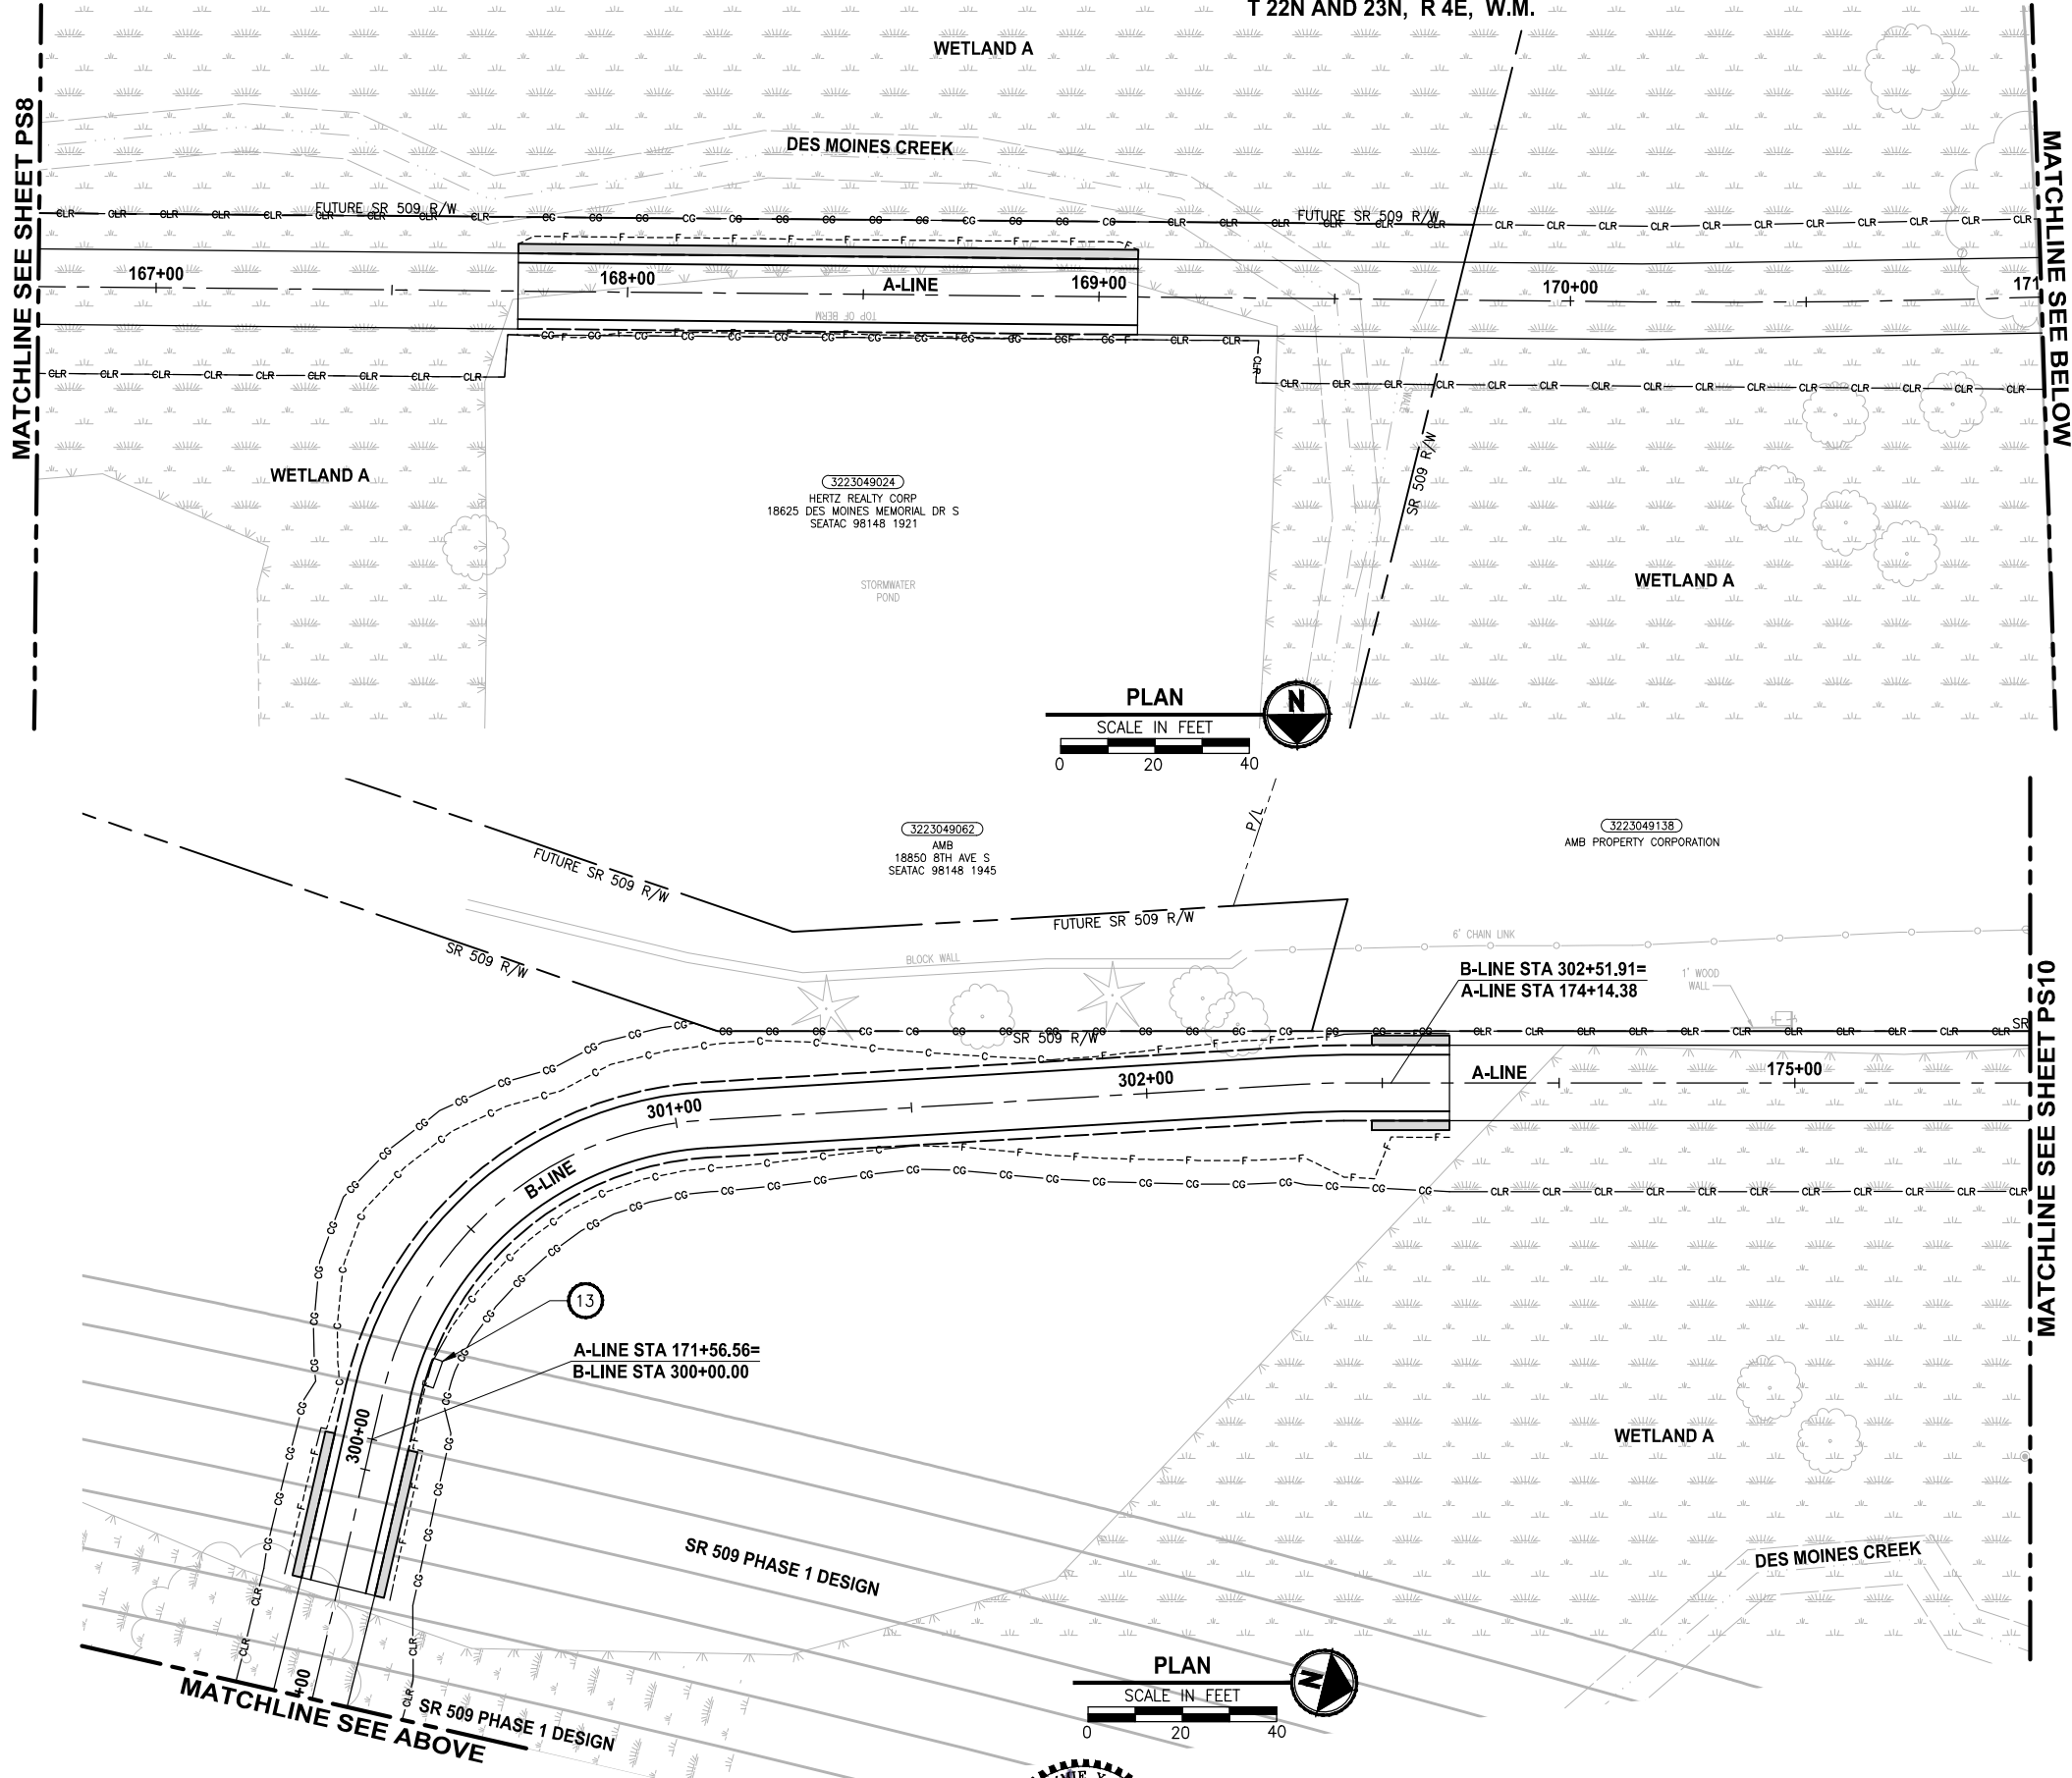 T 22N AND 23N, R 4E, W.M.
WETLAND A
DES MOINES CREEK
MATCHLINE SEE SHEET PS8
MATCHLINE SEE BELOW
FUTURE SR 509 R/W
FUTURE SR 509 R/W
167+00
168+00
A-LINE
169+00
170+00
171
TOP OF BERM
WETLAND A
3223049024
HERTZ REALTY CORP
18625 DES MOINES MEMORIAL DR S
SEATAC 98148 1921
STORMWATER
POND
SWALE
SR 509 R/W
WETLAND A
PLAN
N
SCALE IN FEET
0 20 40
3223049062
AMB
18850 8TH AVE S
SEATAC 98148 1945
P/L
3223049138
AMB PROPERTY CORPORATION
FUTURE SR 509 R/W
FUTURE SR 509 R/W
SR 509 R/W
BLOCK WALL
6' CHAIN LINK
B-LINE STA 302+51.91=
A-LINE STA 174+14.38
1' WOOD
WALL
SR 509 R/W
SR
MATCHLINE SEE SHEET PS10
301+00
302+00
A-LINE
175+00
B-LINE
13
A-LINE STA 171+56.56=
B-LINE STA 300+00.00
300+00
WETLAND A
DES MOINES CREEK
SR 509 PHASE 1 DESIGN
+00
MATCHLINE SEE ABOVE
SR 509 PHASE 1 DESIGN
PLAN
N
SCALE IN FEET
0 20 40